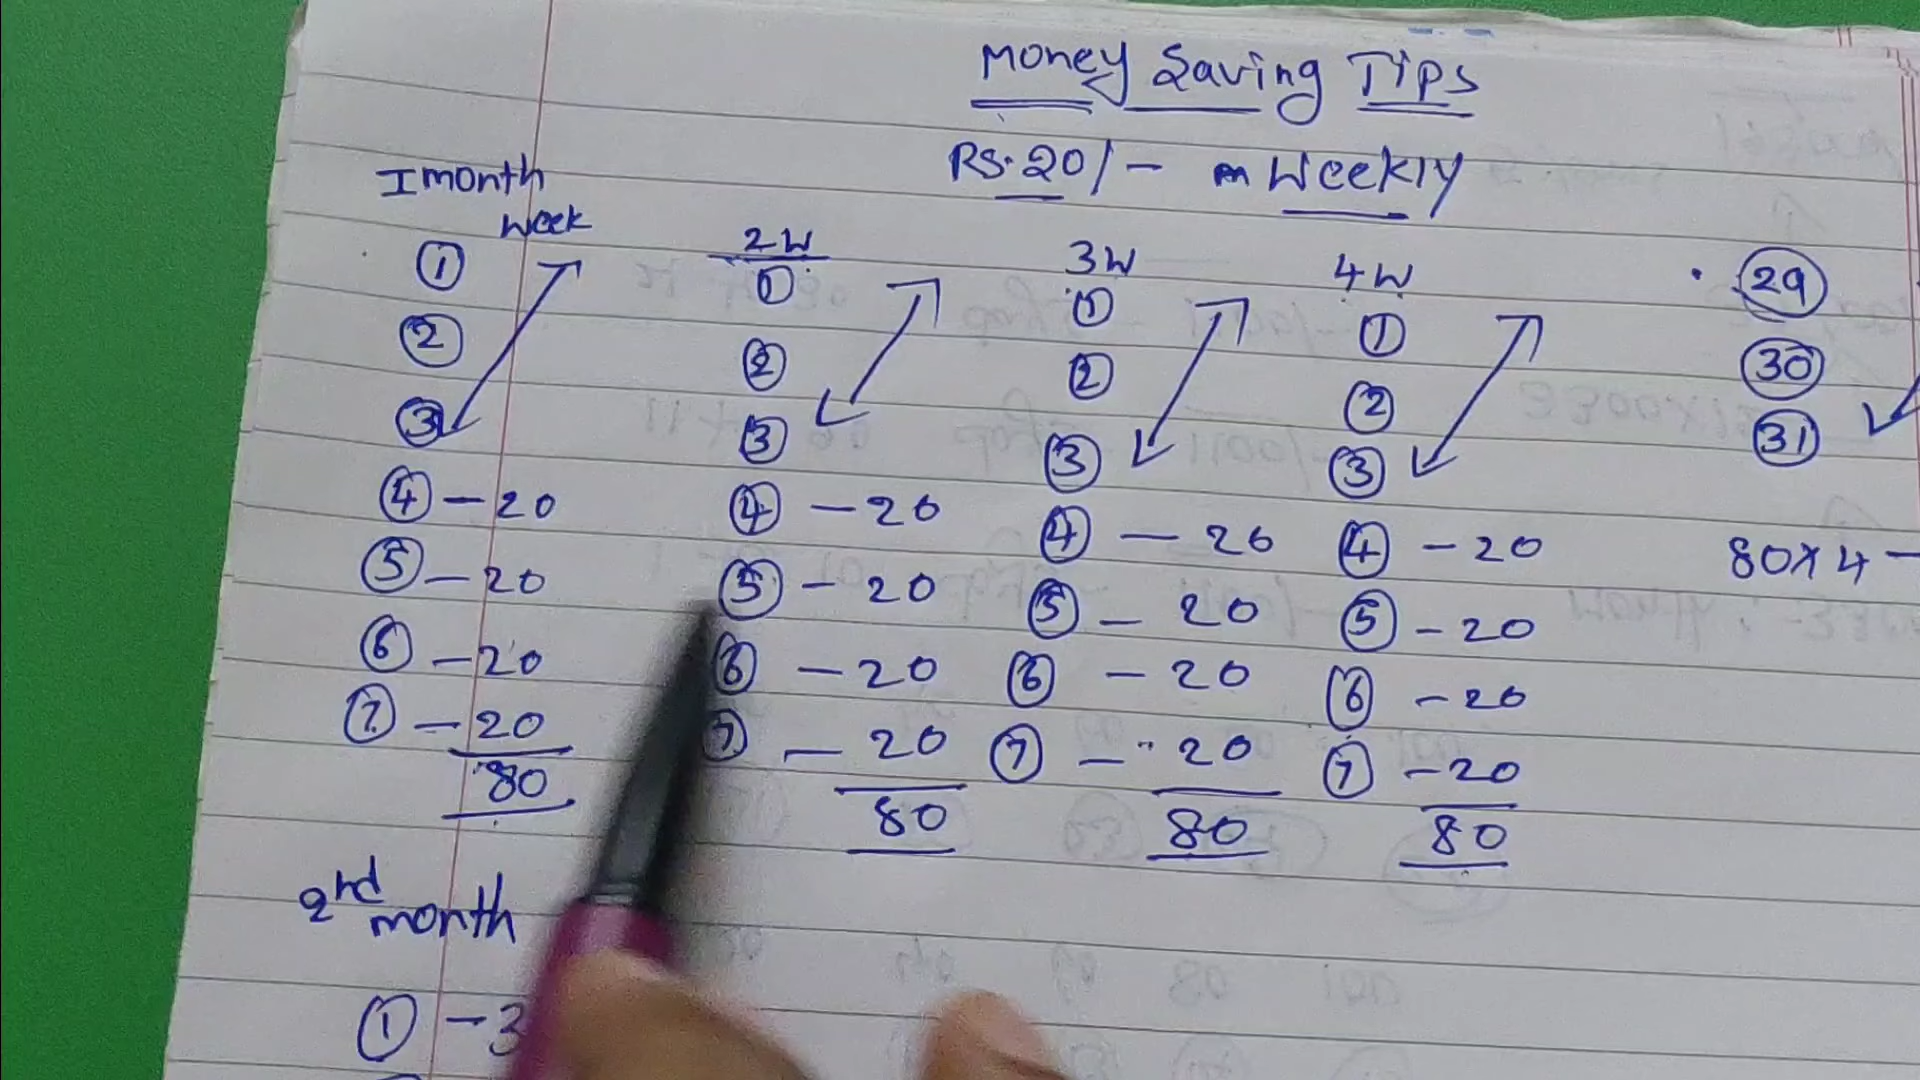 Money Saving Tips
RS. 20/- Weekly
I month
week
① 
②
③
④ - 20
⑤ - 20
⑥ - 20
⑦ - 20
80
2W
①
②
③
④ - 20
⑤ - 20
⑥ - 20
⑦ - 20
80
3W
①
②
③
④ - 20
⑤ - 20
⑥ - 20
⑦ - 20
80
4W
①
②
③
④ - 20
⑤ - 20
⑥ - 20
⑦ - 20
80
29
30
31
80x4 -
2nd month
① - 3